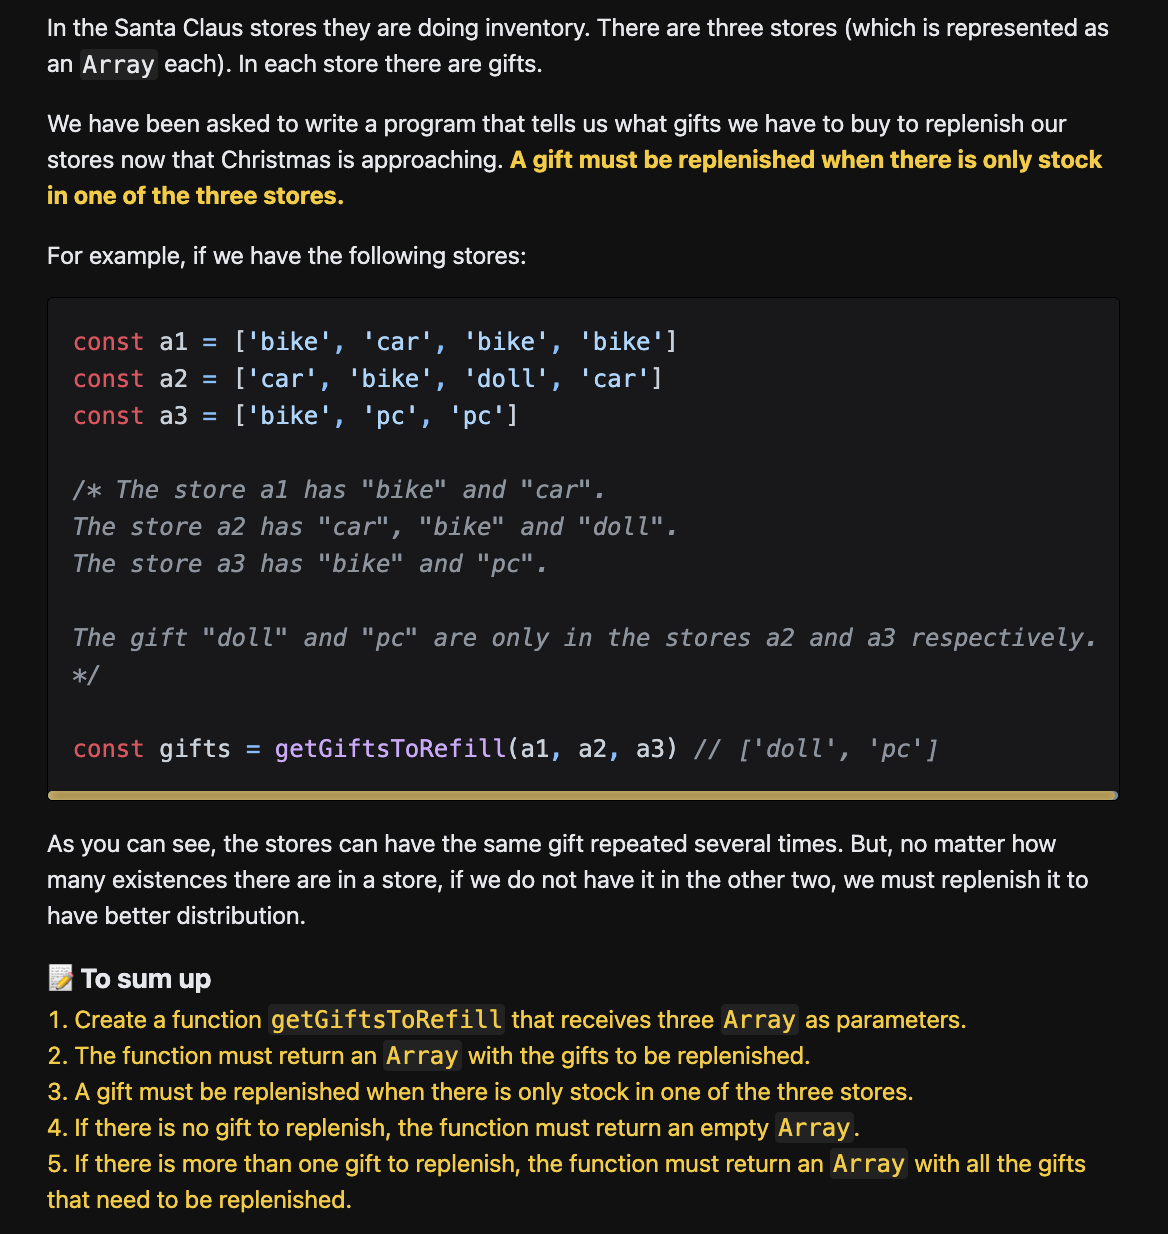 In the Santa Claus stores they are doing inventory. There are three stores (which is represented as
an Array each). In each store there are gifts.
We have been asked to write a program that tells us what gifts we have to buy to replenish our
stores now that Christmas is approaching. A gift must be replenished when there is only stock
in one of the three stores.
For example, if we have the following stores:
const a1 = ['bike', 'car', 'bike', 'bike']
const a2 = ['car', 'bike', 'doll', 'car']
const a3 = ['bike', 'pc', 'pc']
/* The store a1 has "bike" and "car".
The store a2 has "car", "bike" and "doll".
The store a3 has "bike" and "pc".
The gift "doll" and "pc" are only in the stores a2 and a3 respectively.
*/
const gifts = getGiftsToRefill(a1, a2, a3) // ['doll', 'pc']
As you can see, the stores can have the same gift repeated several times. But, no matter how
many existences there are in a store, if we do not have it in the other two, we must replenish it to
have better distribution.
📝 To sum up
1. Create a function getGiftsToRefill that receives three Array as parameters.
2. The function must return an Array with the gifts to be replenished.
3. A gift must be replenished when there is only stock in one of the three stores.
4. If there is no gift to replenish, the function must return an empty Array.
5. If there is more than one gift to replenish, the function must return an Array with all the gifts
that need to be replenished.